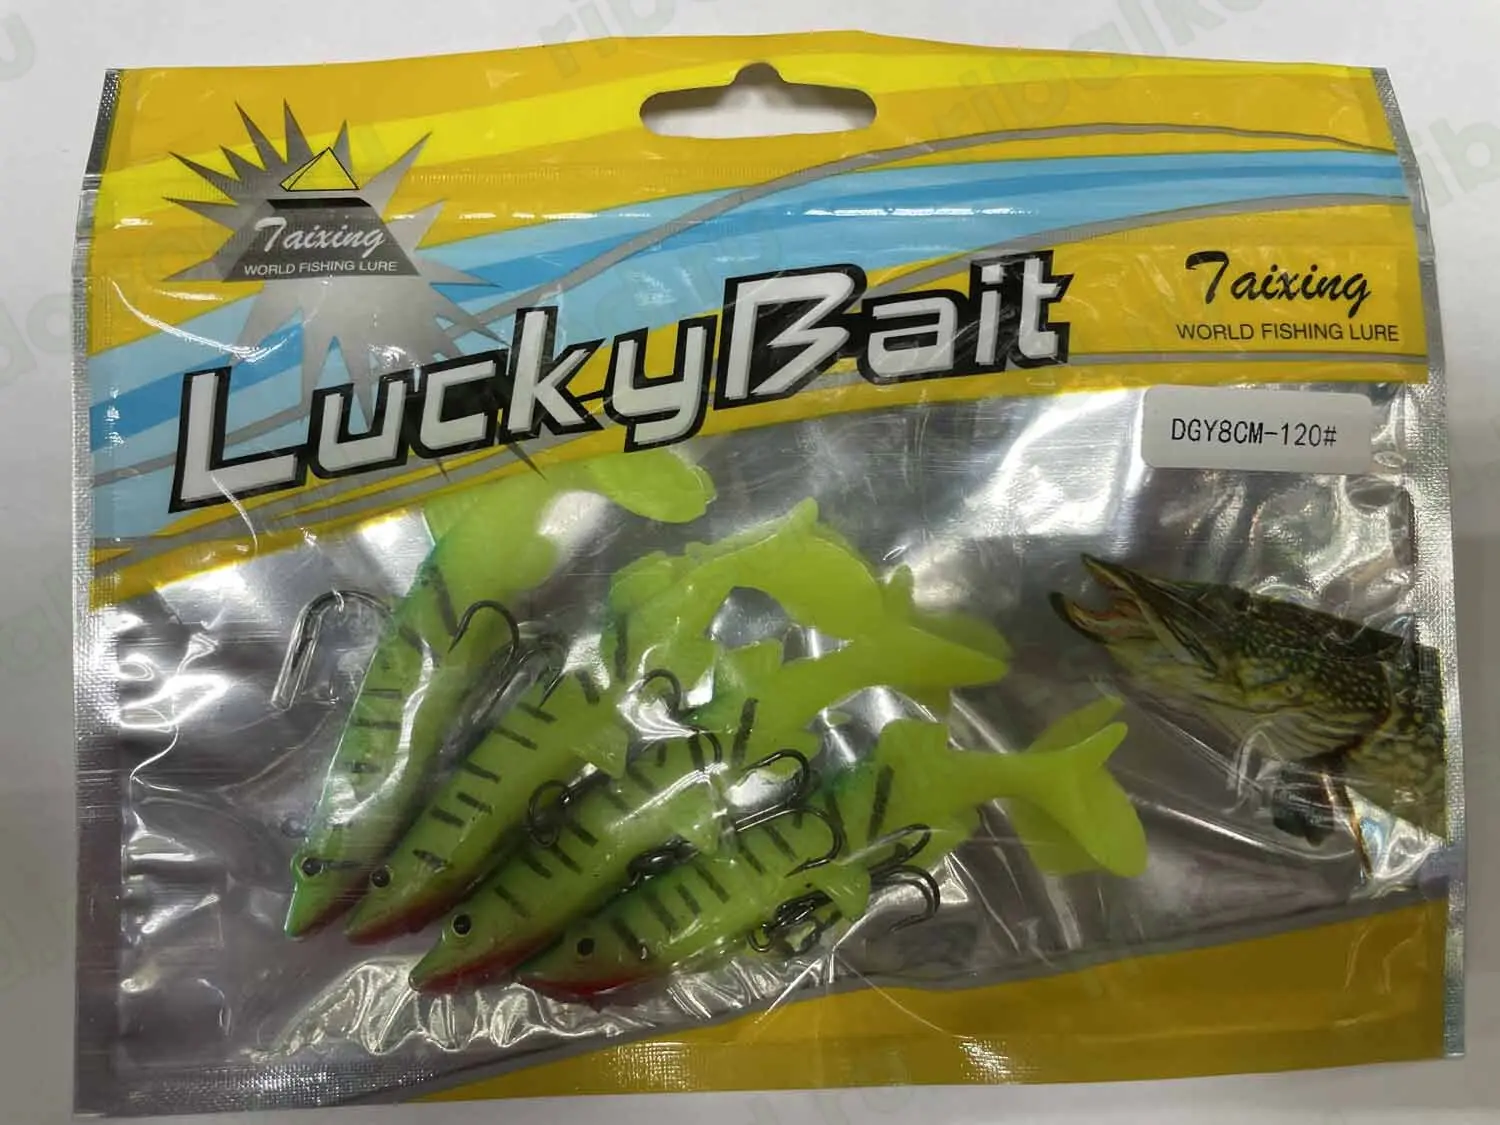 Taixing
WORLD FISHING LURE
LuckyBait
Taixing
WORLD FISHING LURE
DGY8CM-120#